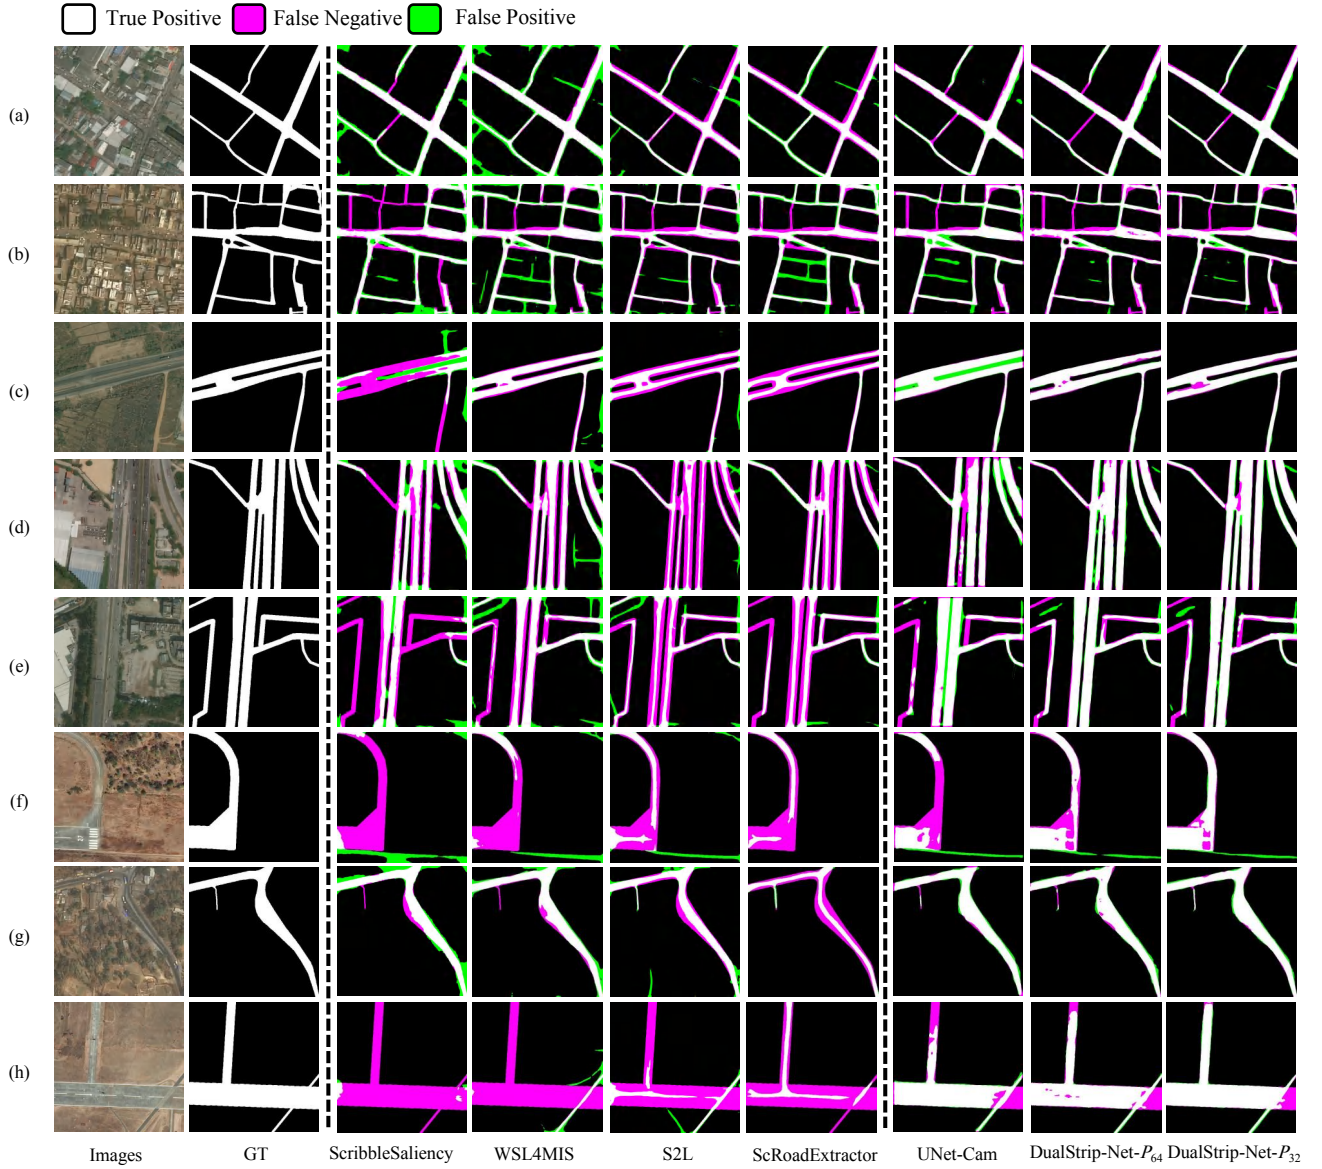 True Positive False Negative False Positive
(a)
(b)
(c)
(d)
(e)
(f)
(g)
(h)
Images GT ScribbleSaliency WSL4MIS S2L ScRoadExtractor UNet-Cam DualStrip-Net-P64 DualStrip-Net-P32